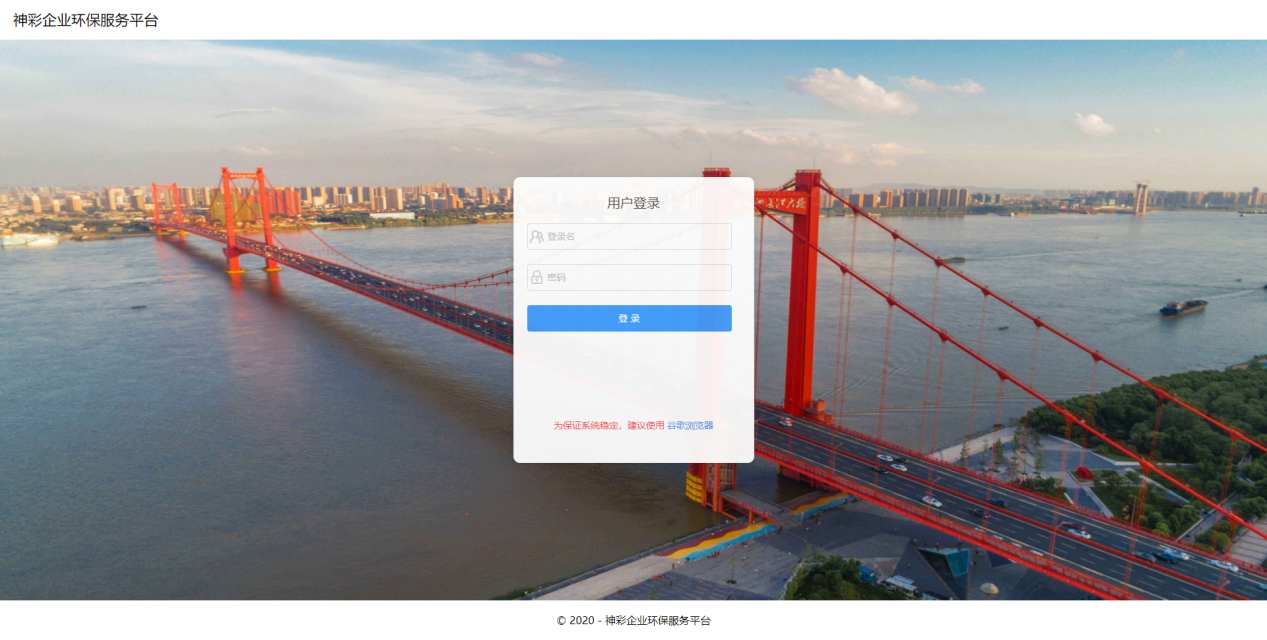 神彩企业环保服务平台
用户登录
登录名
密码
登 录
为保证系统稳定，建议使用 谷歌浏览器
© 2020 - 神彩企业环保服务平台